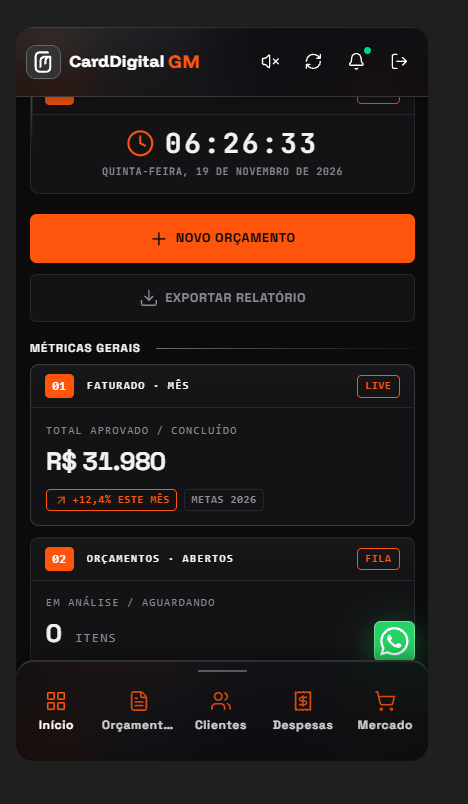 CardDigital GM
06:26:33
QUINTA-FEIRA, 19 DE NOVEMBRO DE 2026
NOVO ORÇAMENTO
EXPORTAR RELATÓRIO
MÉTRICAS GERAIS
01 FATURADO · MÊS LIVE
TOTAL APROVADO / CONCLUÍDO
R$ 31.980
+12,4% ESTE MÊS METAS 2026
02 ORÇAMENTOS · ABERTOS FILA
EM ANÁLISE / AGUARDANDO
0 ITENS
Início Orçament... Clientes Despesas Mercado